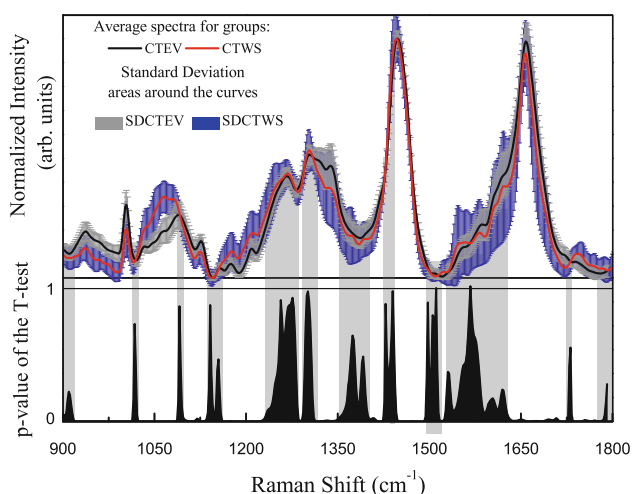 Average spectra for groups:
CTEV CTWS
Standard Deviation
areas around the curves
SDCTEV SDCTWS
Normalized Intensity
(arb. units)
1
p-value of the T-test
0
900 1050 1200 1350 1500 1650 1800
Raman Shift (cm⁻¹)